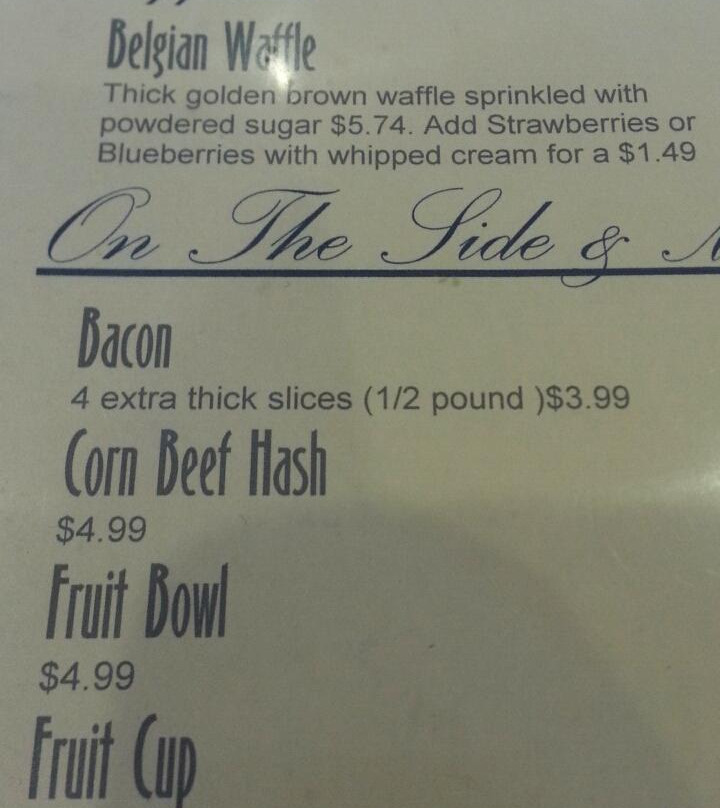 Belgian Waffle
Thick golden brown waffle sprinkled with
powdered sugar $5.74. Add Strawberries or
Blueberries with whipped cream for a $1.49
On The Side &
Bacon
4 extra thick slices (1/2 pound )$3.99
Corn Beef Hash
$4.99
Fruit Bowl
$4.99
Fruit Cup